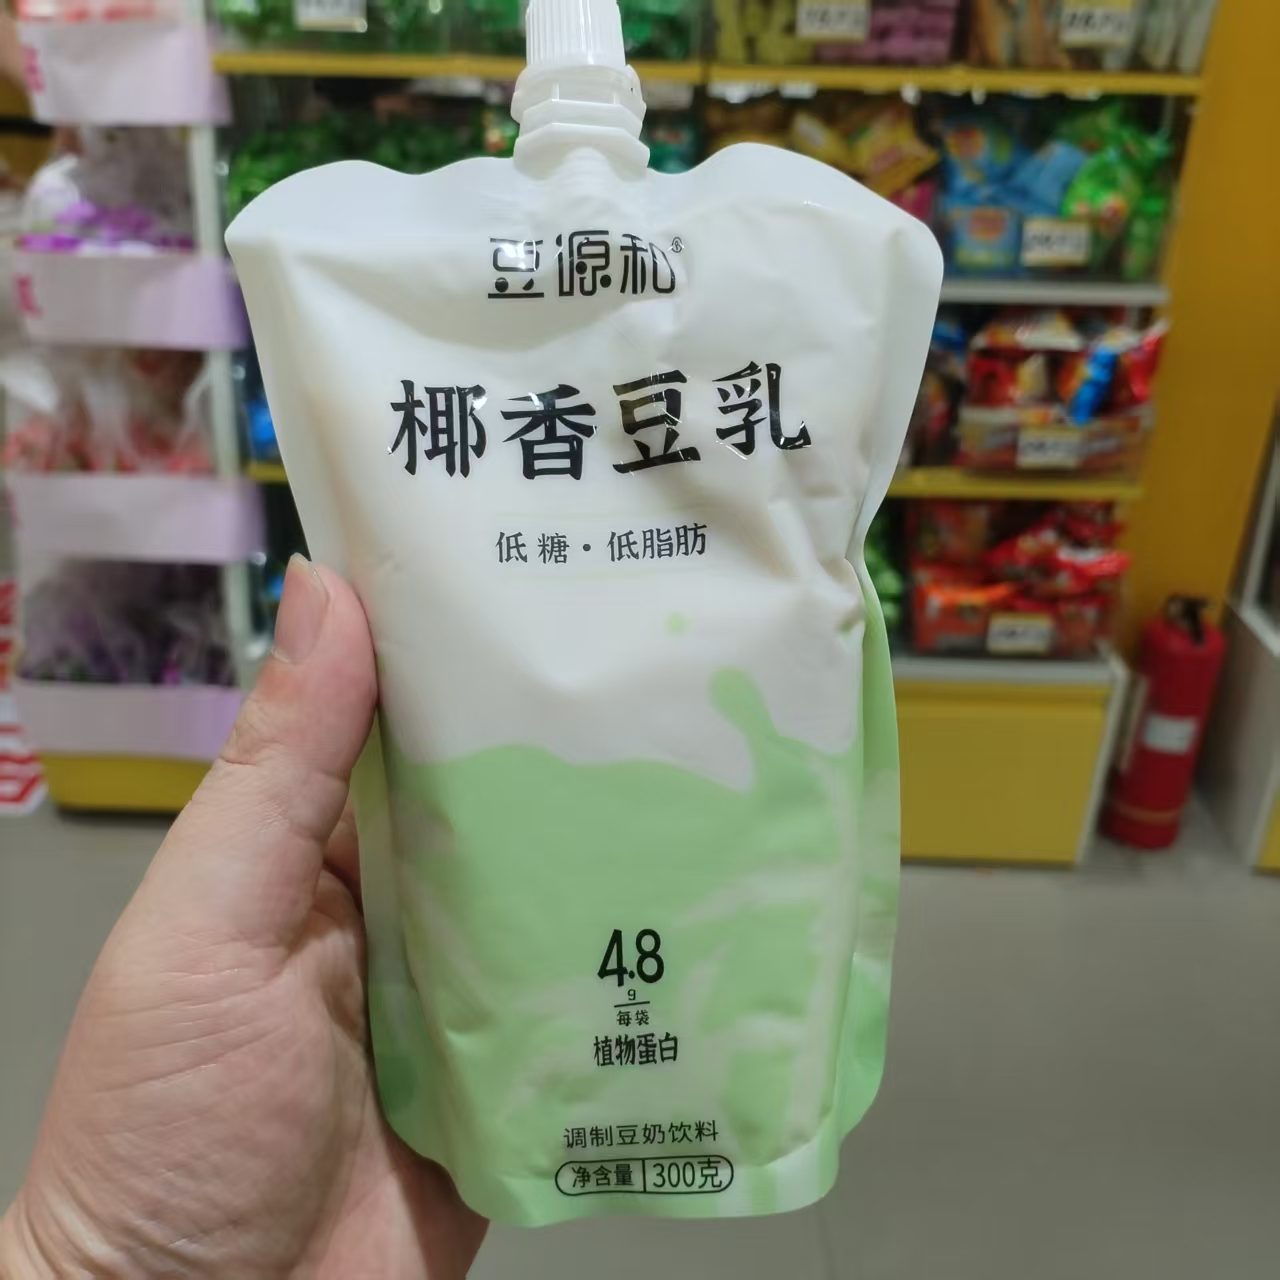 豆源和®
椰香豆乳
低糖·低脂肪
4.8
g
每袋
植物蛋白
调制豆奶饮料
净含量 300克